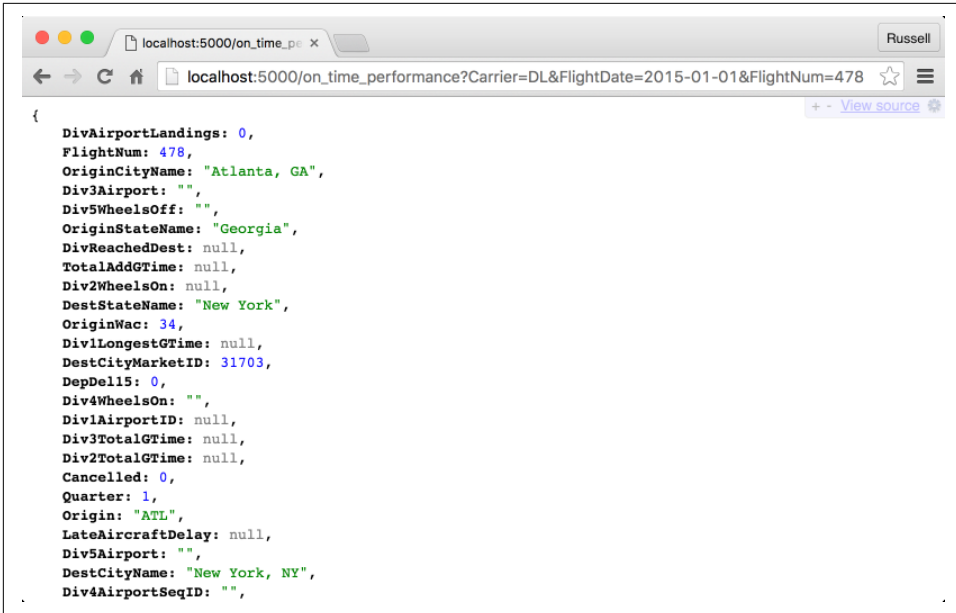 localhost:5000/on_time_pe ×
Russell
localhost:5000/on_time_performance?Carrier=DL&FlightDate=2015-01-01&FlightNum=478
+ - View source
{
DivAirportLandings: 0,
FlightNum: 478,
OriginCityName: "Atlanta, GA",
Div3Airport: "",
Div5WheelsOff: "",
OriginStateName: "Georgia",
DivReachedDest: null,
TotalAddGTime: null,
Div2WheelsOn: null,
DestStateName: "New York",
OriginWac: 34,
Div1LongestGTime: null,
DestCityMarketID: 31703,
DepDel15: 0,
Div4WheelsOn: "",
Div1AirportID: null,
Div3TotalGTime: null,
Div2TotalGTime: null,
Cancelled: 0,
Quarter: 1,
Origin: "ATL",
LateAircraftDelay: null,
Div5Airport: "",
DestCityName: "New York, NY",
Div4AirportSeqID: "",